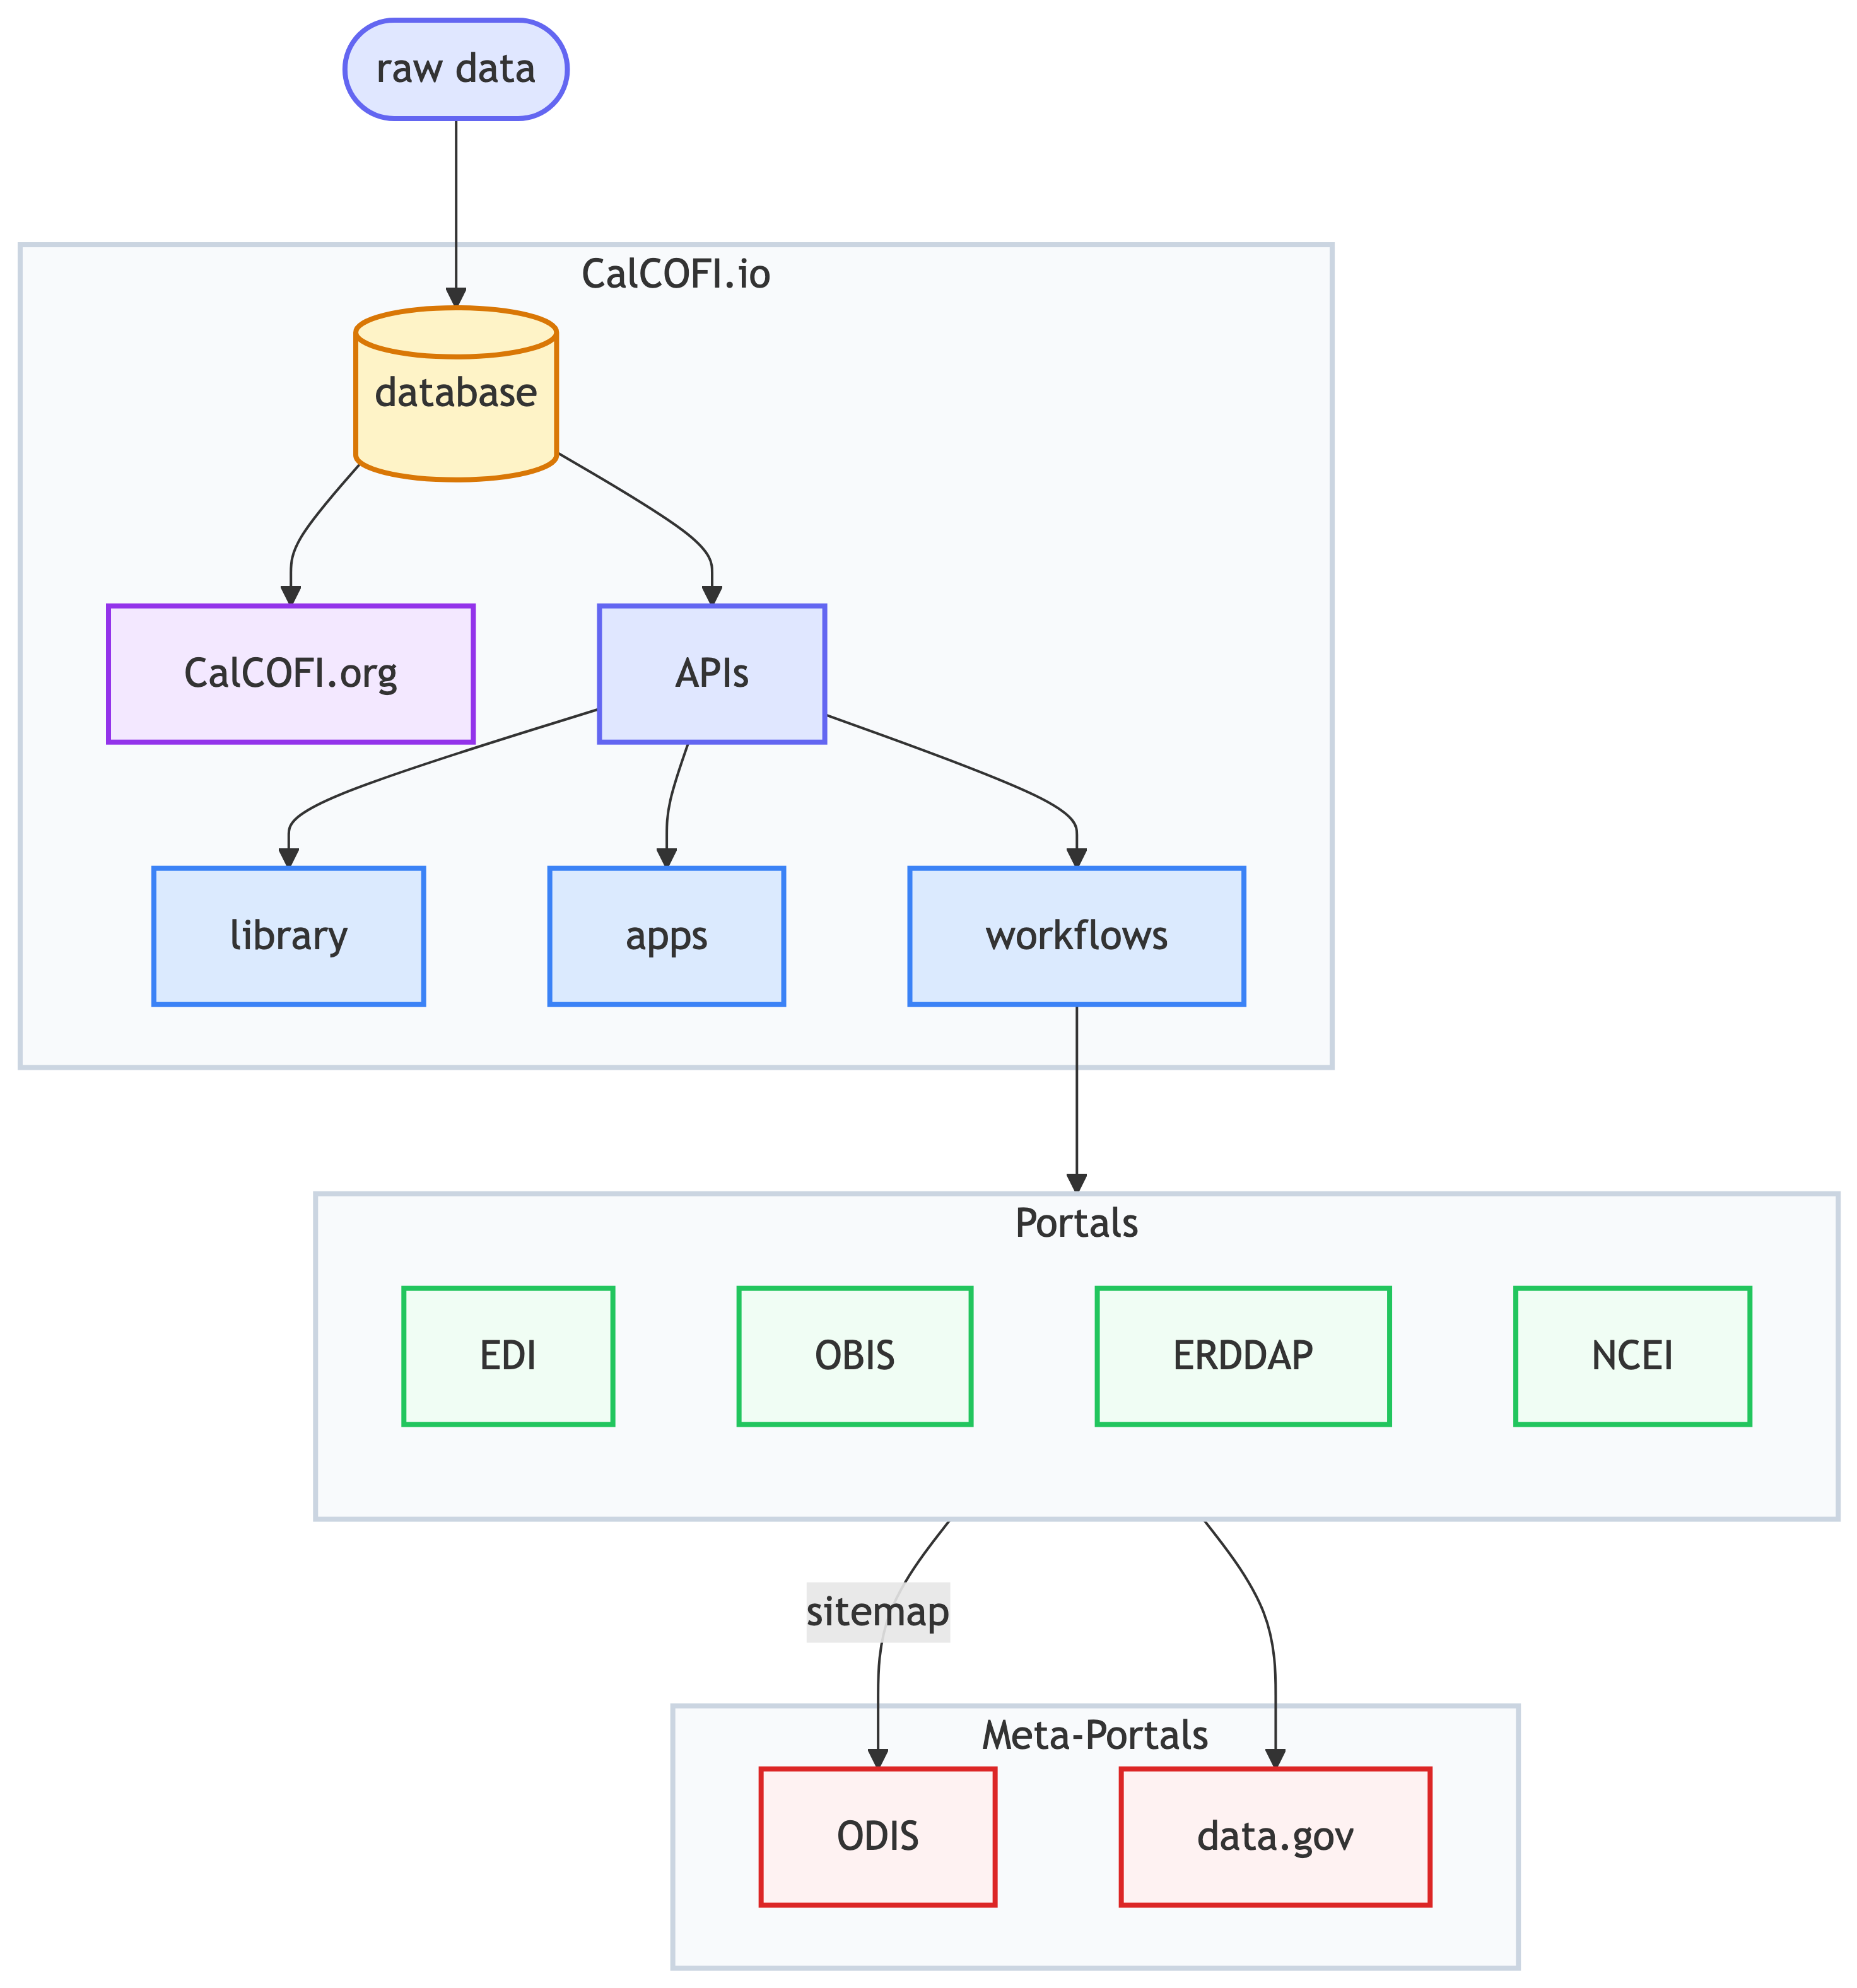 raw data
CalCOFI.io
database
CalCOFI.org
APIs
library
apps
workflows
Portals
EDI
OBIS
ERDDAP
NCEI
sitemap
Meta-Portals
ODIS
data.gov